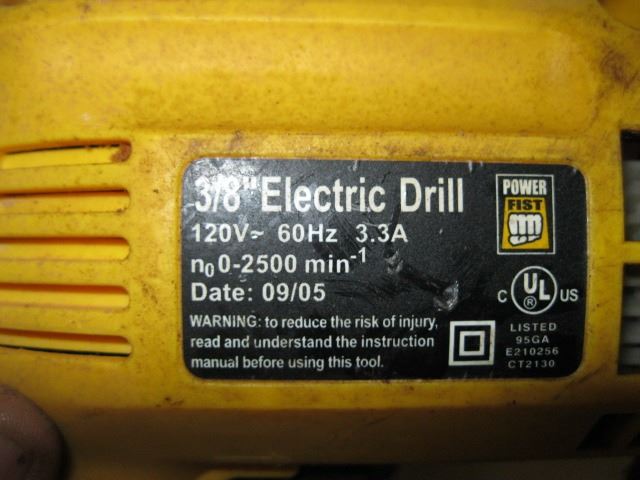 3/8" Electric Drill
120V~ 60Hz 3.3A
n₀ 0-2500 min⁻¹
Date: 09/05
WARNING: to reduce the risk of injury,
read and understand the instruction
manual before using this tool.
POWER
FIST
C UL US
®
LISTED
95GA
E210256
CT2130